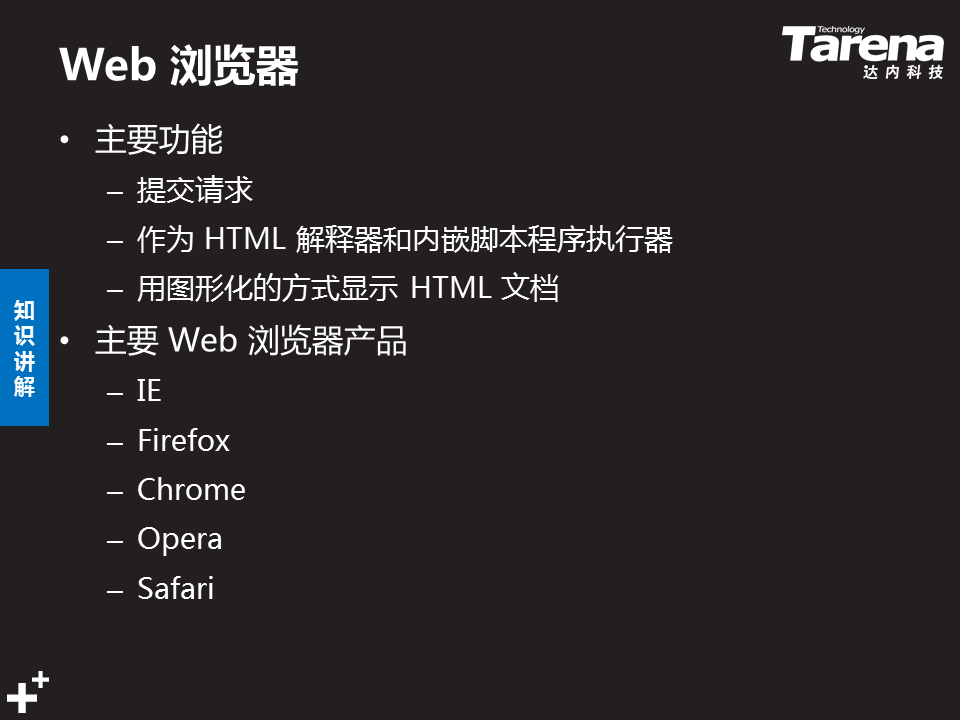 Web 浏览器
Technology
Tarena
达内科技
• 主要功能
– 提交请求
– 作为 HTML 解释器和内嵌脚本程序执行器
– 用图形化的方式显示 HTML 文档
知识讲解
• 主要 Web 浏览器产品
– IE
– Firefox
– Chrome
– Opera
– Safari